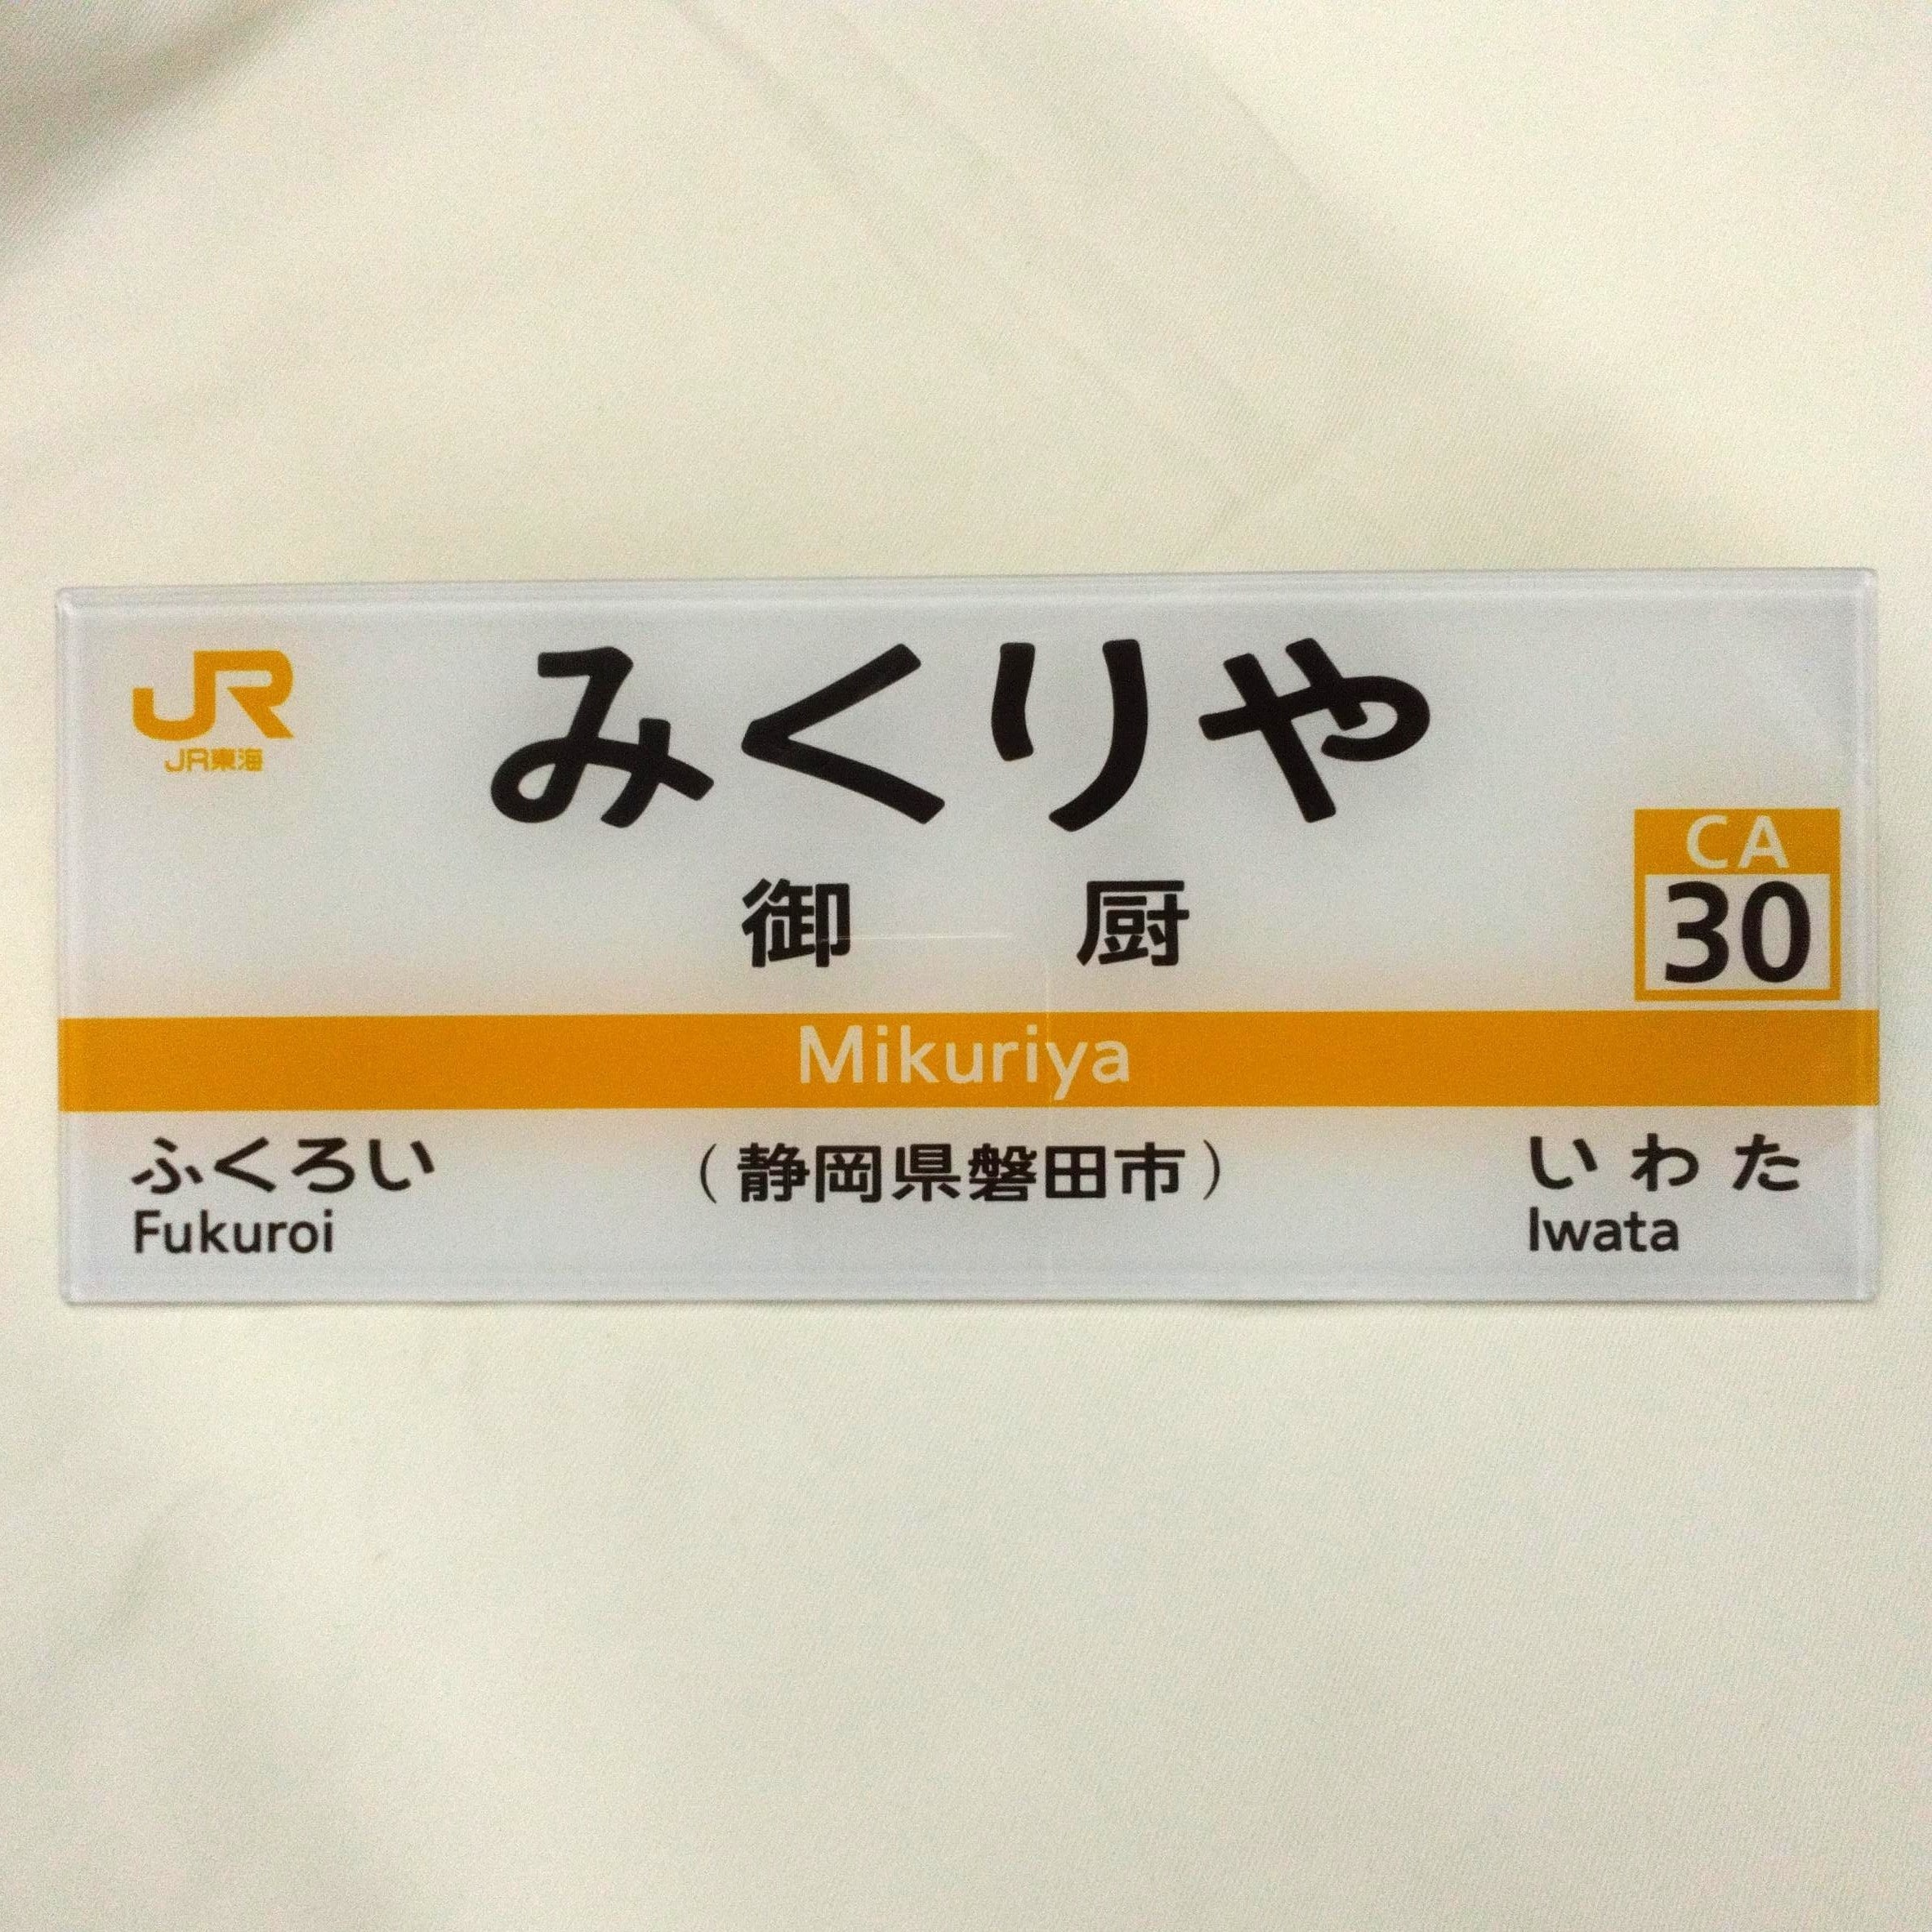 JR
JR東海
みくりや
御厨
CA
30
Mikuriya
ふくろい
Fukuroi
(静岡県磐田市)
いわた
Iwata